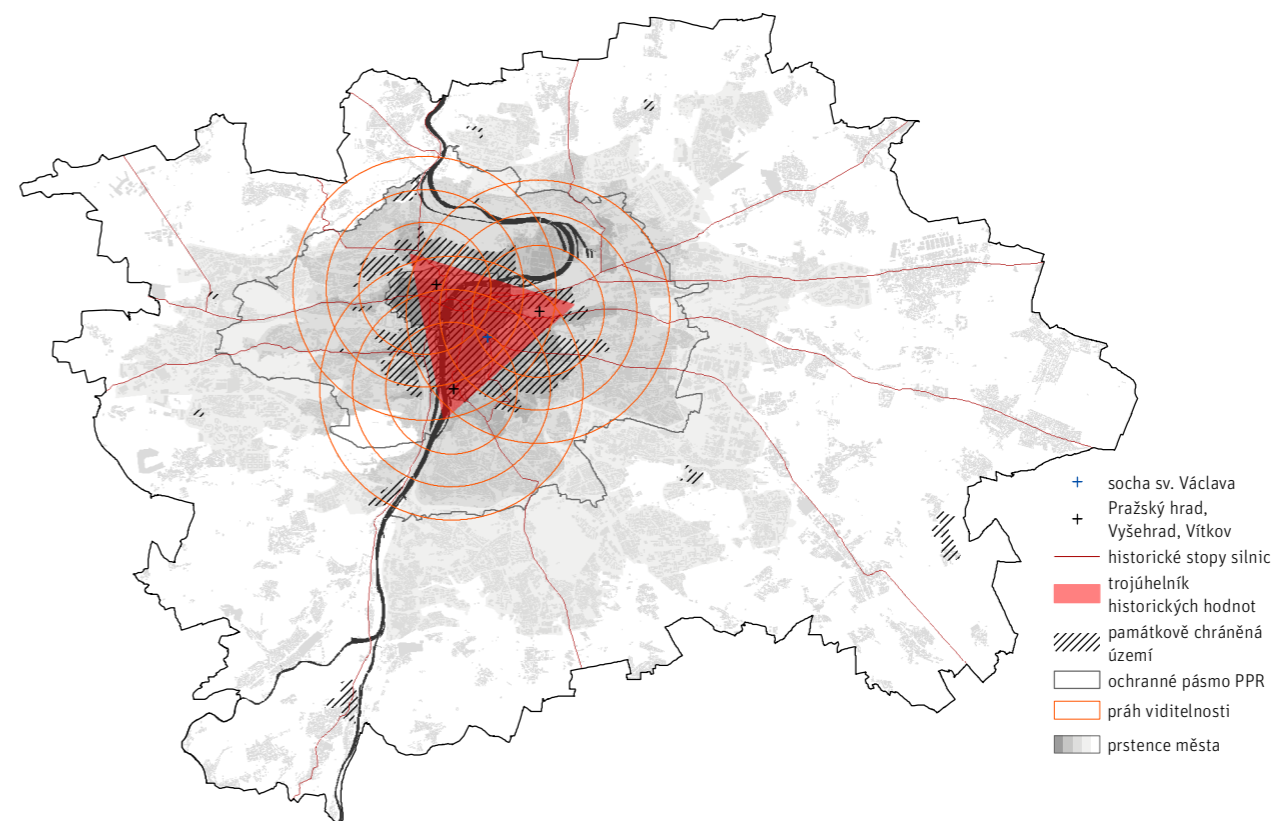 socha sv. Václava
Pražský hrad,
Vyšehrad, Vítkov
historické stopy silnic
trojúhelník
historických hodnot
památkově chráněná
území
ochranné pásmo PPR
práh viditelnosti
prstence města